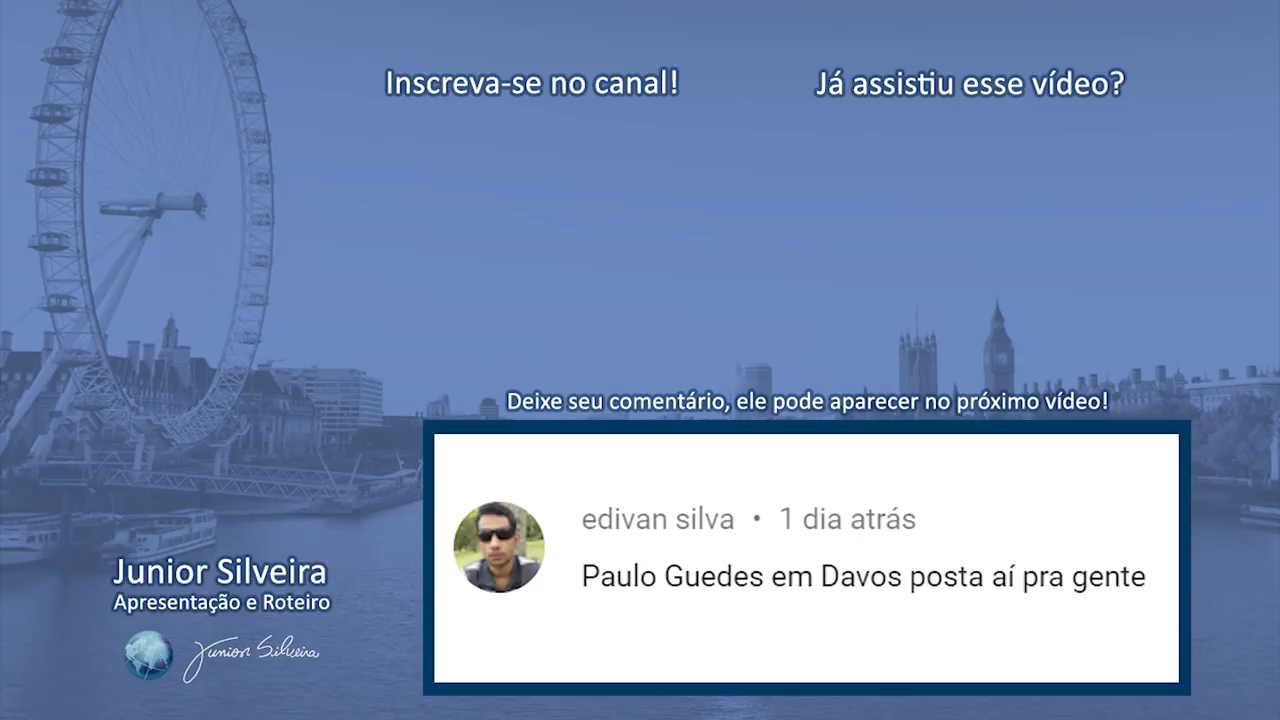 Inscreva-se no canal!
Já assistiu esse vídeo?
Deixe seu comentário, ele pode aparecer no próximo vídeo!
edivan silva • 1 dia atrás
Paulo Guedes em Davos posta aí pra gente
Junior Silveira
Apresentação e Roteiro
Junior Silveira